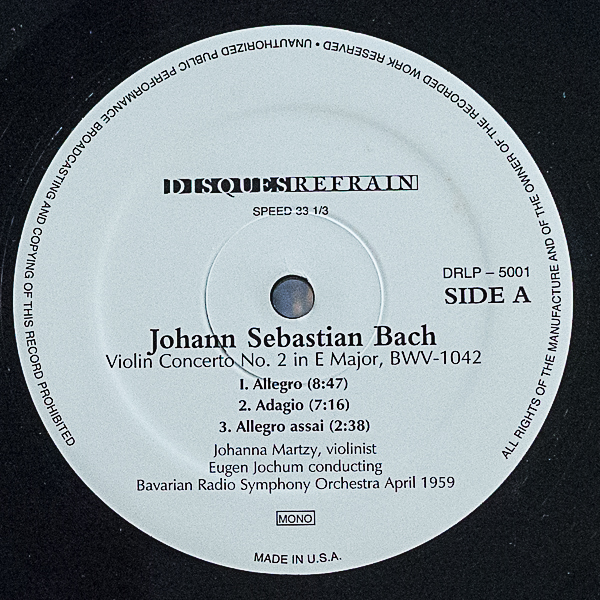 ALL RIGHTS OF THE MANUFACTURE AND OF THE OWNER OF THE RECORDED WORK RESERVED • UNAUTHORIZED PUBLIC PERFORMANCE BROADCASTING AND COPYING OF THIS RECORD PROHIBITED
DISQUES REFRAIN
SPEED 33 1/3
DRLP – 5001
SIDE A
Johann Sebastian Bach
Violin Concerto No. 2 in E Major, BWV-1042
1. Allegro (8:47)
2. Adagio (7:16)
3. Allegro assai (2:38)
Johanna Martzy, violinist
Eugen Jochum conducting
Bavarian Radio Symphony Orchestra April 1959
MONO
MADE IN U.S.A.